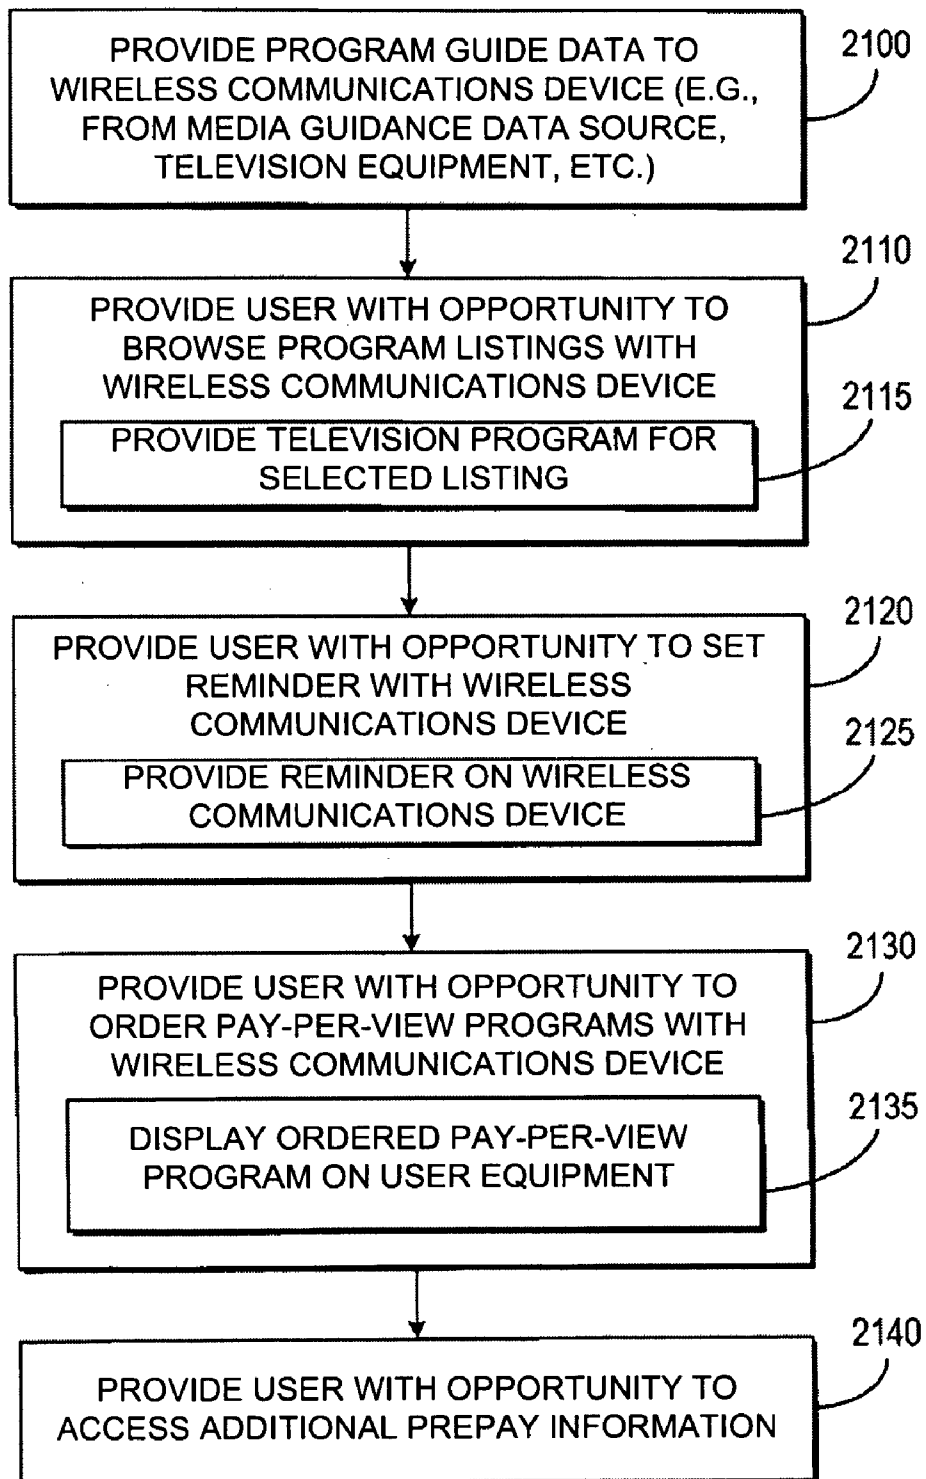 PROVIDE PROGRAM GUIDE DATA TO
WIRELESS COMMUNICATIONS DEVICE (E.G.,
FROM MEDIA GUIDANCE DATA SOURCE,
TELEVISION EQUIPMENT, ETC.)
2100
PROVIDE USER WITH OPPORTUNITY TO
BROWSE PROGRAM LISTINGS WITH
WIRELESS COMMUNICATIONS DEVICE
2110
PROVIDE TELEVISION PROGRAM FOR
SELECTED LISTING
2115
PROVIDE USER WITH OPPORTUNITY TO SET
REMINDER WITH WIRELESS
COMMUNICATIONS DEVICE
2120
PROVIDE REMINDER ON WIRELESS
COMMUNICATIONS DEVICE
2125
PROVIDE USER WITH OPPORTUNITY TO
ORDER PAY-PER-VIEW PROGRAMS WITH
WIRELESS COMMUNICATIONS DEVICE
2130
DISPLAY ORDERED PAY-PER-VIEW
PROGRAM ON USER EQUIPMENT
2135
PROVIDE USER WITH OPPORTUNITY TO
ACCESS ADDITIONAL PREPAY INFORMATION
2140